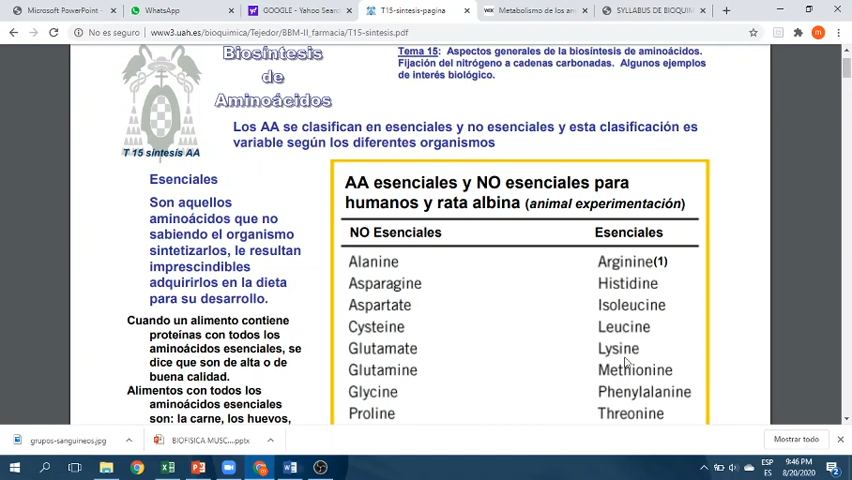 Microsoft PowerPoint -
WhatsApp
GOOGLE - Yahoo Sear
T15-sintesis-pagina
Metabolismo de los am
SYLLABUS DE BIOQUIM
No es seguro
www3.uah.es/bioquimica/Tejedor/BBM-II_farmacia/T15-sintesis.pdf
Biosíntesis
de
Aminoácidos
T 15 síntesis AA
Tema 15: Aspectos generales de la biosíntesis de aminoácidos.
Fijación del nitrógeno a cadenas carbonadas. Algunos ejemplos
de interés biológico.
Los AA se clasifican en esenciales y no esenciales y esta clasificación es
variable según los diferentes organismos
Esenciales
Son aquellos
aminoácidos que no
sabiendo el organismo
sintetizarlos, le resultan
imprescindibles
adquirirlos en la dieta
para su desarrollo.
Cuando un alimento contiene
proteínas con todos los
aminoácidos esenciales, se
dice que son de alta o de
buena calidad.
Alimentos con todos los
aminoácidos esenciales
son: la carne, los huevos,
AA esenciales y NO esenciales para
humanos y rata albina (animal experimentación)
NO Esenciales Esenciales
Alanine Arginine(1)
Asparagine Histidine
Aspartate Isoleucine
Cysteine Leucine
Glutamate Lysine
Glutamine Methionine
Glycine Phenylalanine
Proline Threonine
grupos-sanguineos.jpg
BIOFISICA MUSC....pptx
Mostrar todo
ESP
ES
9:46 PM
8/20/2020
2